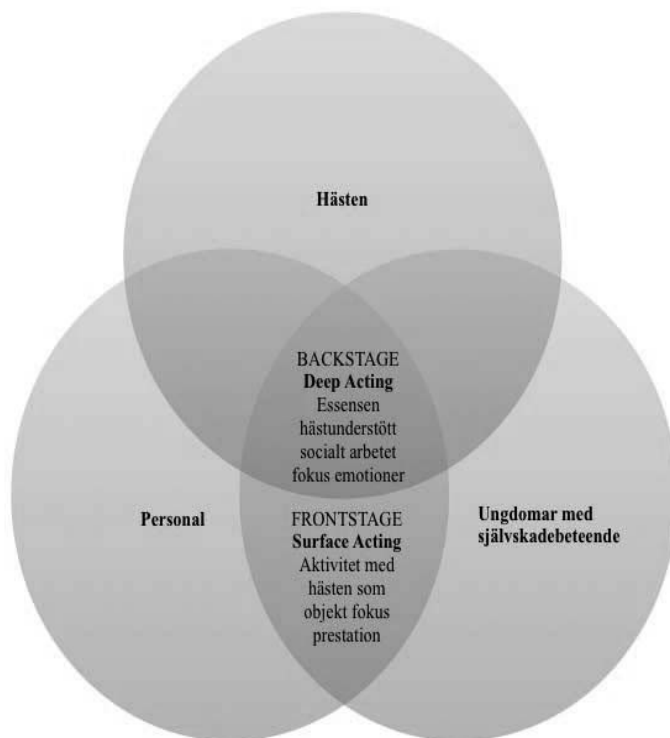 Hästen
BACKSTAGE
Deep Acting
Essensen
hästunderstött
socialt arbetet
fokus emotioner
Personal
FRONTSTAGE
Surface Acting
Aktivitet med
hästen som
objekt fokus
prestation
Ungdomar med
självskadebeteende